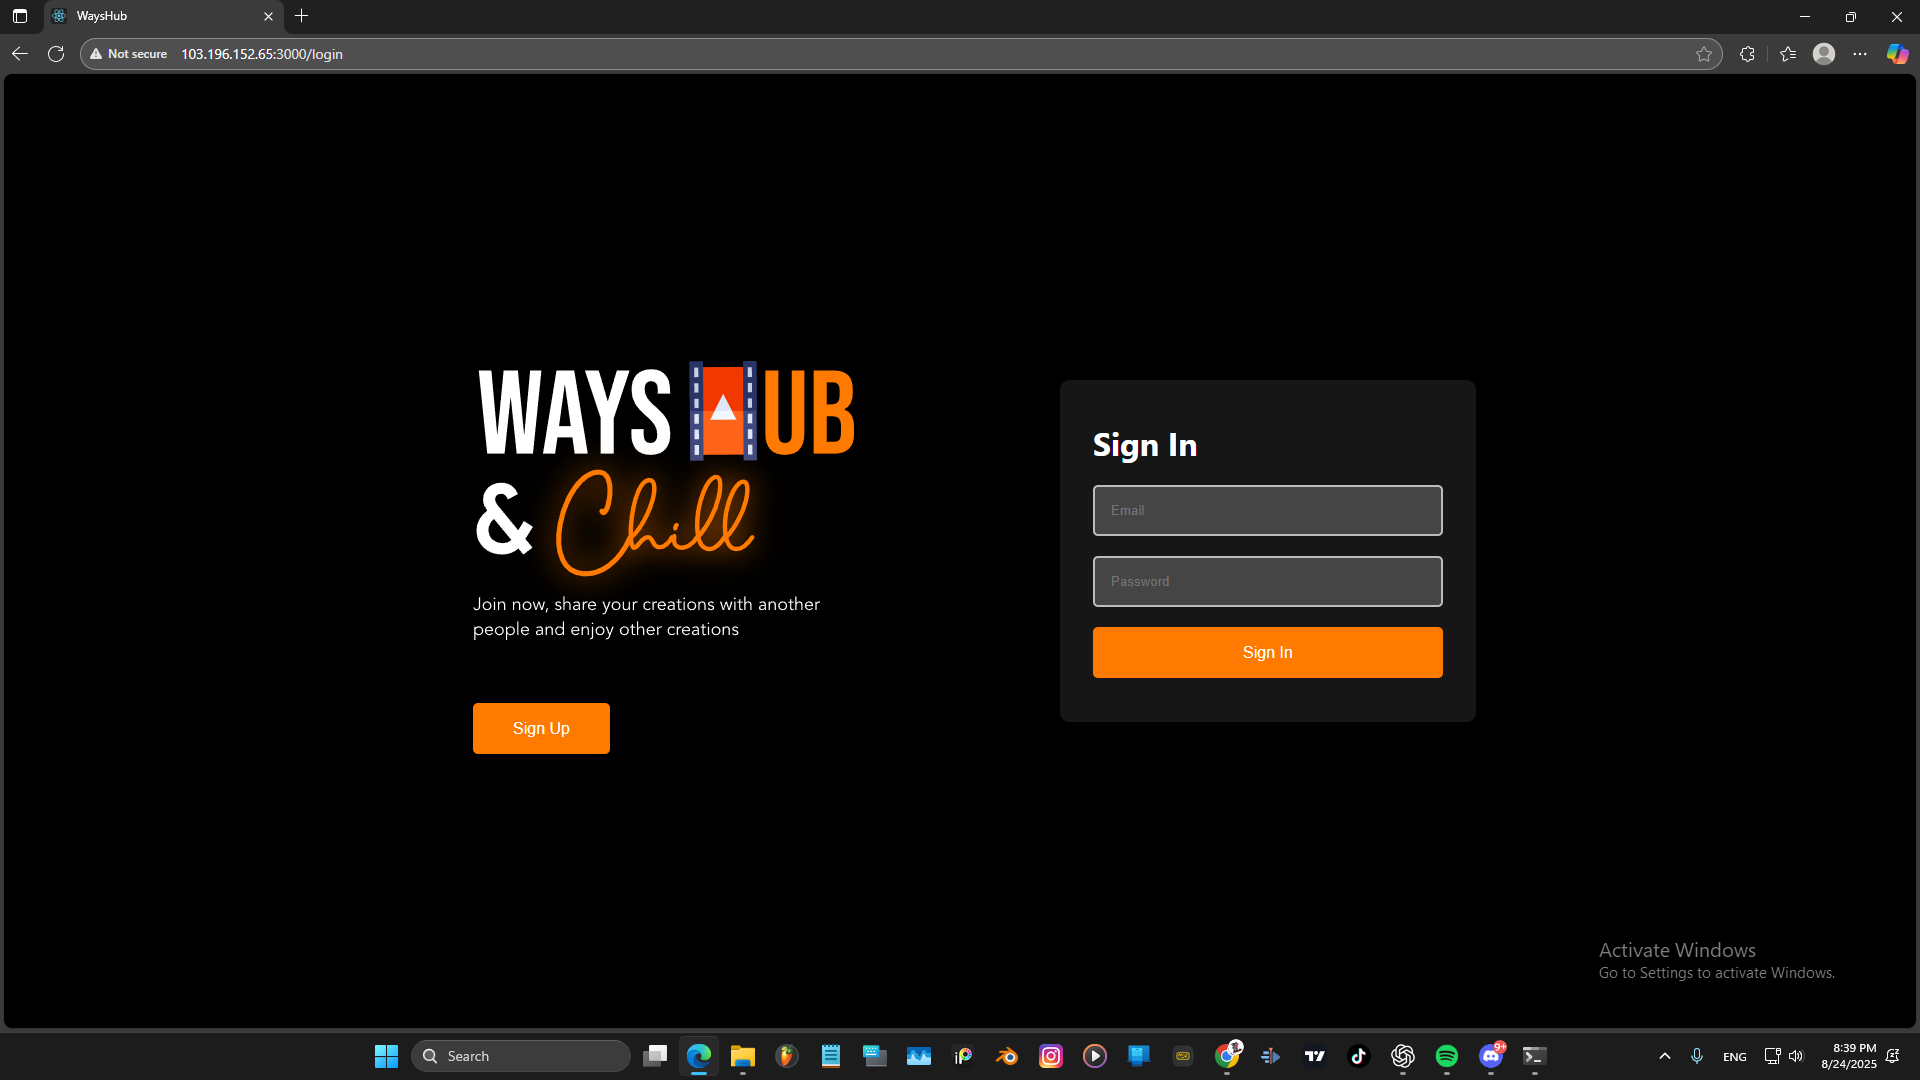 WaysHub
Not secure
103.196.152.65:3000/login
WAYS HUB
& Chill
Join now, share your creations with another
people and enjoy other creations
Sign Up
Sign In
Email
Password
Sign In
Activate Windows
Go to Settings to activate Windows.
Search
9+
ENG
8:39 PM
8/24/2025